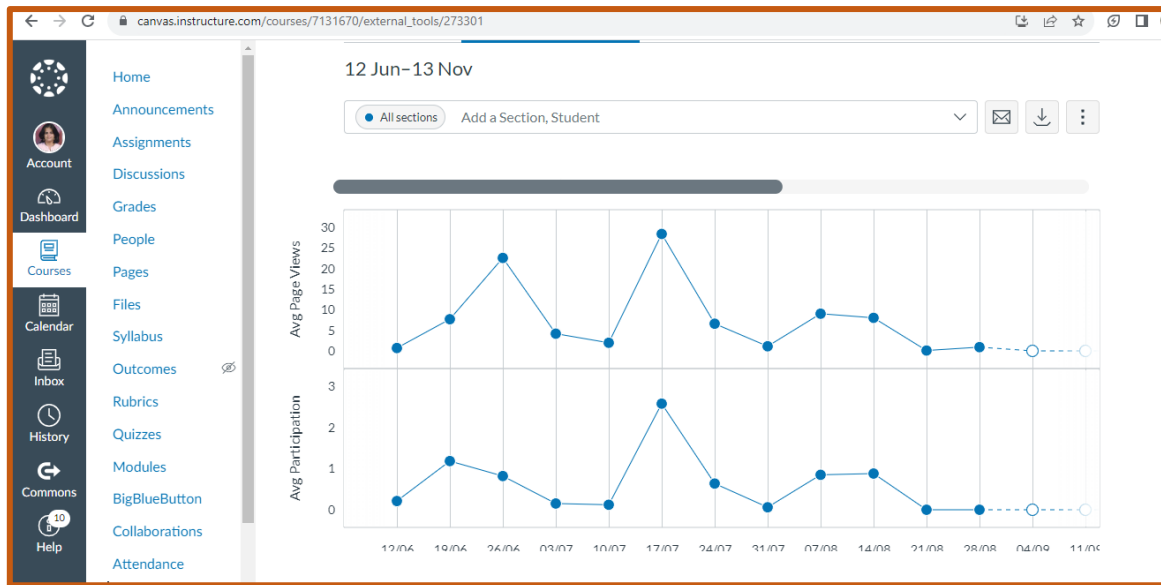 canvas.instructure.com/courses/7131670/external_tools/273301
Account
Dashboard
Courses
Calendar
Inbox
History
Commons
10
Help
Home
Announcements
Assignments
Discussions
Grades
People
Pages
Files
Syllabus
Outcomes
Rubrics
Quizzes
Modules
BigBlueButton
Collaborations
Attendance
12 Jun–13 Nov
All sections Add a Section, Student
Avg Page Views
30
25
20
15
10
5
0
Avg Participation
3
2
1
0
12/06 19/06 26/06 03/07 10/07 17/07 24/07 31/07 07/08 14/08 21/08 28/08 04/09 11/09